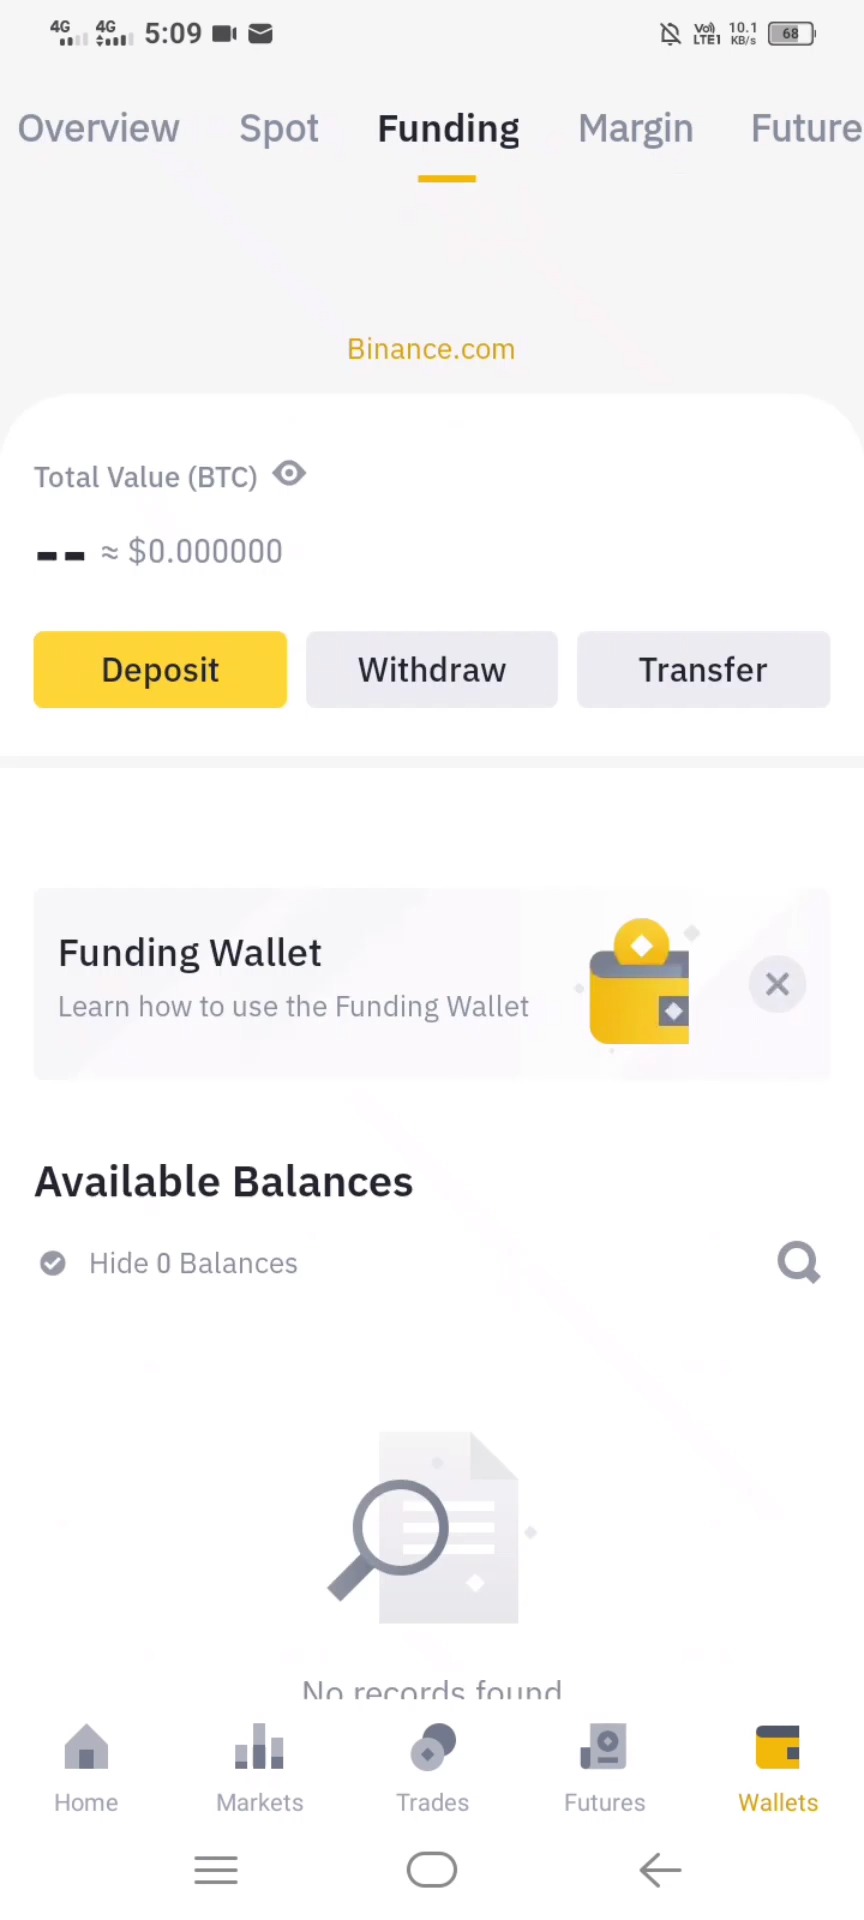 4G 4G 5:09 Vo) LTE1 10.1 KB/s 68
Overview Spot Funding Margin Future
Binance.com
Total Value (BTC)
-- ≈ $0.000000
Deposit Withdraw Transfer
Funding Wallet
Learn how to use the Funding Wallet
Available Balances
Hide 0 Balances
No records found
Home Markets Trades Futures Wallets